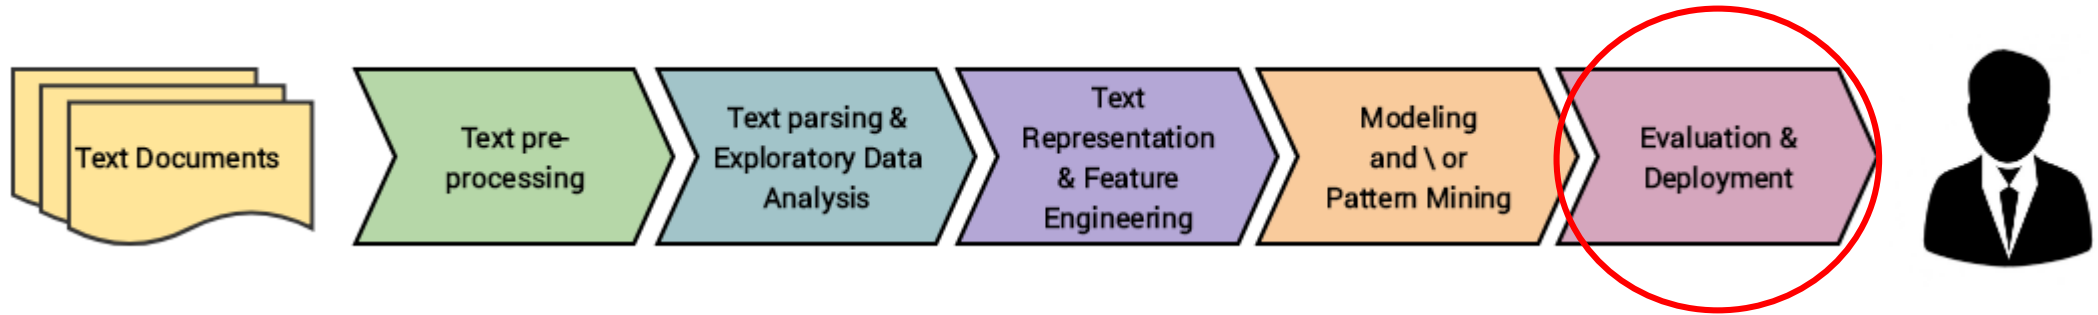 Text Documents
Text pre-
processing
Text parsing &
Exploratory Data
Analysis
Text
Representation
& Feature
Engineering
Modeling
and \ or
Pattern Mining
Evaluation &
Deployment